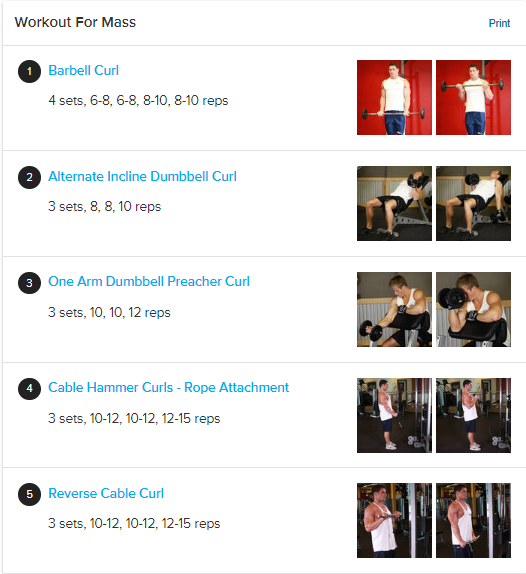 Workout For Mass
Print
1
Barbell Curl
4 sets, 6-8, 6-8, 8-10, 8-10 reps
2
Alternate Incline Dumbbell Curl
3 sets, 8, 8, 10 reps
3
One Arm Dumbbell Preacher Curl
3 sets, 10, 10, 12 reps
4
Cable Hammer Curls - Rope Attachment
3 sets, 10-12, 10-12, 12-15 reps
5
Reverse Cable Curl
3 sets, 10-12, 10-12, 12-15 reps